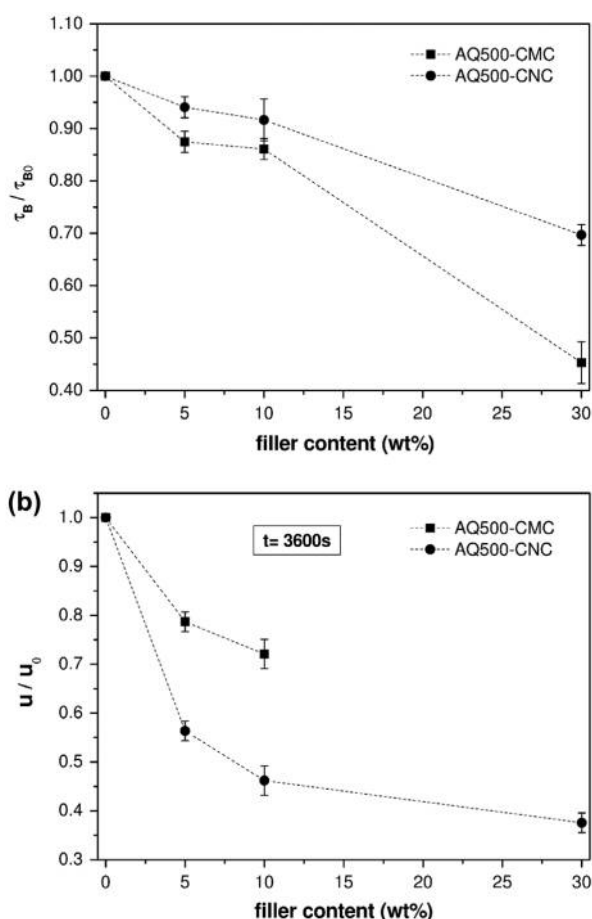 1.10
1.00
0.90
0.80
0.70
0.60
0.50
0.40
τB / τB0
AQ500-CMC
AQ500-CNC
0 5 10 15 20 25 30
filler content (wt%)
(b)
1.0
0.9
0.8
0.7
0.6
0.5
0.4
0.3
u / u0
t= 3600s
AQ500-CMC
AQ500-CNC
0 5 10 15 20 25 30
filler content (wt%)